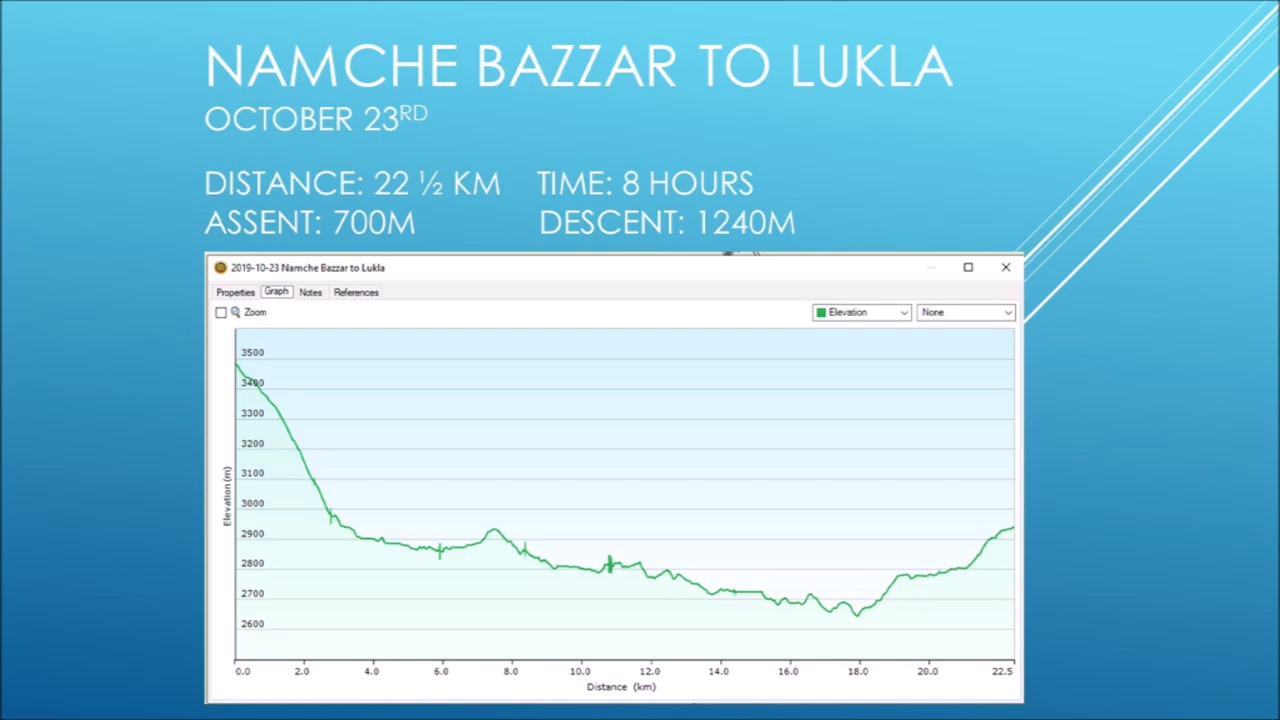 NAMCHE BAZZAR TO LUKLA
OCTOBER 23RD
DISTANCE: 22 ½ KM TIME: 8 HOURS
ASSENT: 700M DESCENT: 1240M
2019-10-23 Namche Bazzar to Lukla
Properties Graph Notes References
Zoom Elevation None
3500
3400
3300
3200
3100
3000
2900
2800
2700
2600
Elevation (m)
0.0 2.0 4.0 6.0 8.0 10.0 12.0 14.0 16.0 18.0 20.0 22.5
Distance (km)